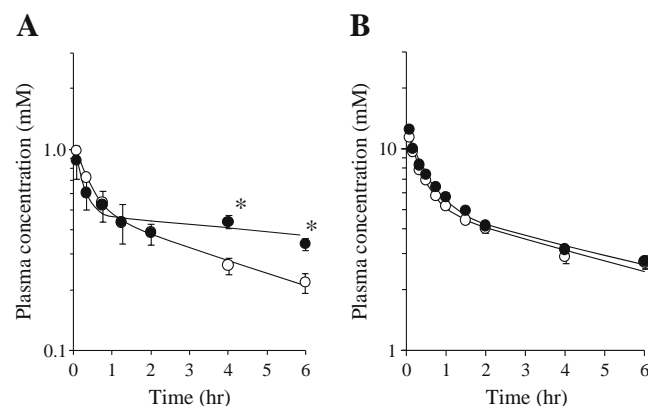 A
B
Plasma concentration (mM)
1.0
0.1
*
*
0 1 2 3 4 5 6
Time (hr)
Plasma concentration (mM)
10
1
0 1 2 3 4 5 6
Time (hr)